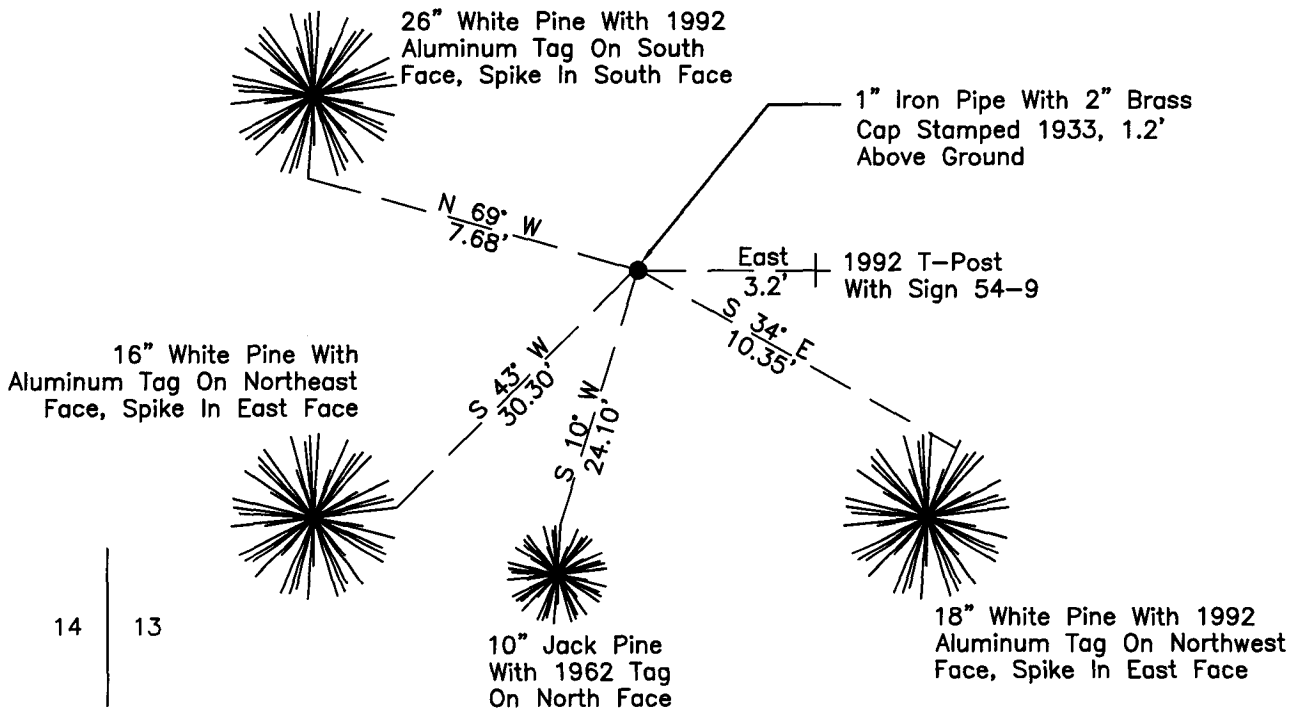 26" White Pine With 1992
Aluminum Tag On South
Face, Spike In South Face
1" Iron Pipe With 2" Brass
Cap Stamped 1933, 1.2'
Above Ground
N 69° W
7.68'
East
3.2'
1992 T-Post
With Sign 54-9
S 34° E
10.35'
16" White Pine With
Aluminum Tag On Northeast
Face, Spike In East Face
S 43° W
30.30'
S 10° W
24.10'
14 13
10" Jack Pine
With 1962 Tag
On North Face
18" White Pine With 1992
Aluminum Tag On Northwest
Face, Spike In East Face